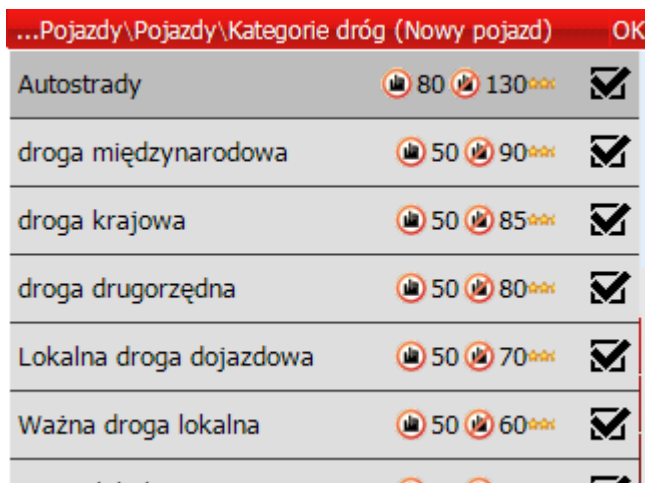 ...Pojazdy\Pojazdy\Kategorie dróg (Nowy pojazd) OK
Autostrady 80 130
droga międzynarodowa 50 90
droga krajowa 50 85
droga drugorzędna 50 80
Lokalna droga dojazdowa 50 70
Ważna droga lokalna 50 60